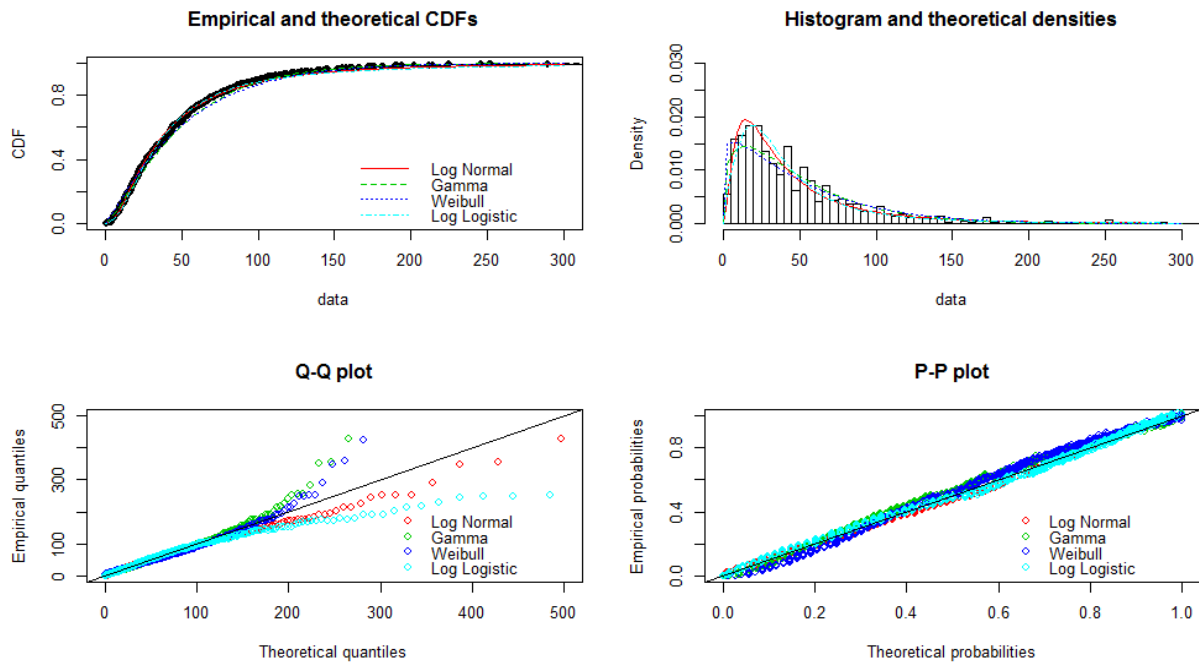 Empirical and theoretical CDFs
CDF
0.0
0.4
0.8
Log Normal
Gamma
Weibull
Log Logistic
0 50 100 150 200 250 300
data
Histogram and theoretical densities
Density
0.000
0.010
0.020
0.030
0 50 100 150 200 250 300
data
Q-Q plot
Empirical quantiles
0
100
300
500
Log Normal
Gamma
Weibull
Log Logistic
0 100 200 300 400 500
Theoretical quantiles
P-P plot
Empirical probabilities
0.0
0.4
0.8
Log Normal
Gamma
Weibull
Log Logistic
0.0 0.2 0.4 0.6 0.8 1.0
Theoretical probabilities